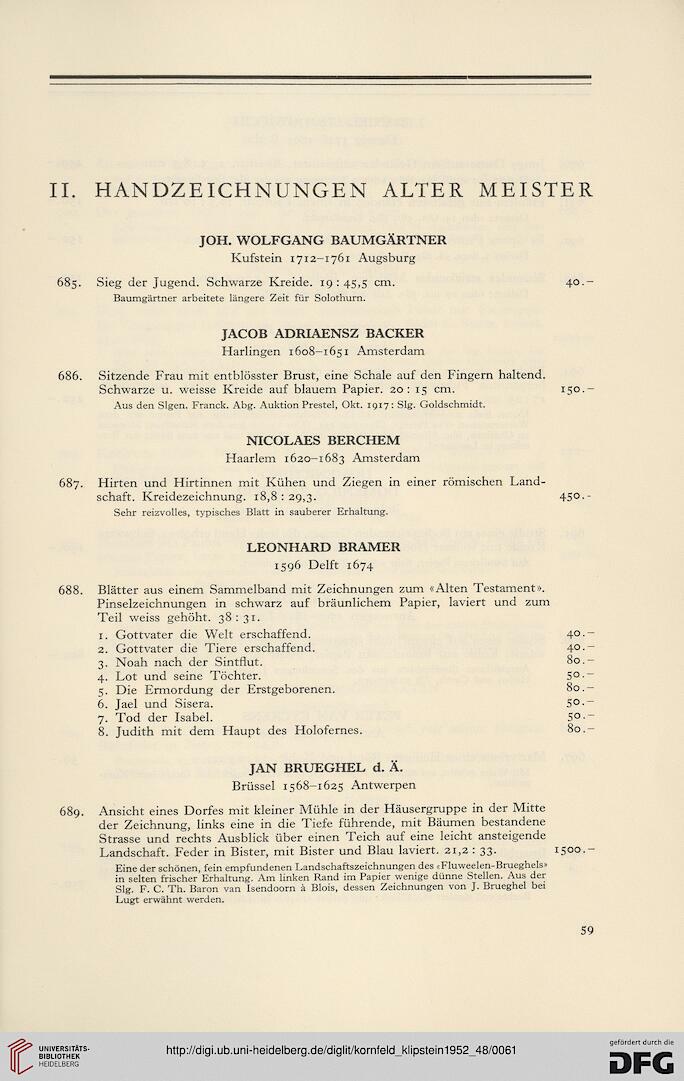 II. HANDZEICHNUNGEN ALTER MEISTER
JOH. WOLFGANG BAUMGÄRTNER
Kufstein 1712–1761 Augsburg
685. Sieg der Jugend. Schwarze Kreide. 19 : 45,5 cm. 40.–
Baumgärtner arbeitete längere Zeit für Solothurn.
JACOB ADRIAENSZ BACKER
Harlingen 1608–1651 Amsterdam
686. Sitzende Frau mit entblösster Brust, eine Schale auf den Fingern haltend.
Schwarze u. weisse Kreide auf blauem Papier. 20 : 15 cm. 150.–
Aus den Slgen. Franck. Abg. Auktion Prestel, Okt. 1917: Slg. Goldschmidt.
NICOLAES BERCHEM
Haarlem 1620–1683 Amsterdam
687. Hirten und Hirtinnen mit Kühen und Ziegen in einer römischen Land-
schaft. Kreidezeichnung. 18,8 : 29,3. 450.-
Sehr reizvolles, typisches Blatt in sauberer Erhaltung.
LEONHARD BRAMER
1596 Delft 1674
688. Blätter aus einem Sammelband mit Zeichnungen zum «Alten Testament».
Pinselzeichnungen in schwarz auf bräunlichem Papier, laviert und zum
Teil weiss gehöht. 38 : 31.
1. Gottvater die Welt erschaffend. 40.–
2. Gottvater die Tiere erschaffend. 40.–
3. Noah nach der Sintflut. 80.–
4. Lot und seine Töchter. 50.–
5. Die Ermordung der Erstgeborenen. 80.–
6. Jael und Sisera. 50.–
7. Tod der Isabel. 50.–
8. Judith mit dem Haupt des Holofernes. 80.–
JAN BRUEGHEL d. Ä.
Brüssel 1568–1625 Antwerpen
689. Ansicht eines Dorfes mit kleiner Mühle in der Häusergruppe in der Mitte
der Zeichnung, links eine in die Tiefe führende, mit Bäumen bestandene
Strasse und rechts Ausblick über einen Teich auf eine leicht ansteigende
Landschaft. Feder in Bister, mit Bister und Blau laviert. 21,2 : 33. 1500.–
Eine der schönen, fein empfundenen Landschaftszeichnungen des «Fluweelen-Brueghels»
in selten frischer Erhaltung. Am linken Rand im Papier wenige dünne Stellen. Aus der
Slg. F. C. Th. Baron van Isendoorn à Blois, dessen Zeichnungen von J. Brueghel bei
Lugt erwähnt werden.
59
UNIVERSITÄTS-
BIBLIOTHEK
HEIDELBERG
http://digi.ub.uni-heidelberg.de/diglit/kornfeld_klipstein1952_48/0061
gefördert durch die
DFG